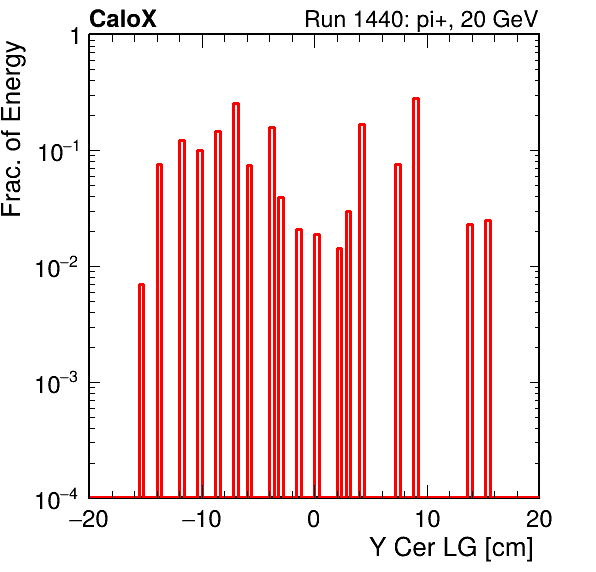 CaloX Run 1440: pi+, 20 GeV
Frac. of Energy
1
10⁻¹
10⁻²
10⁻³
10⁻⁴
−20 −10 0 10 20
Y Cer LG [cm]